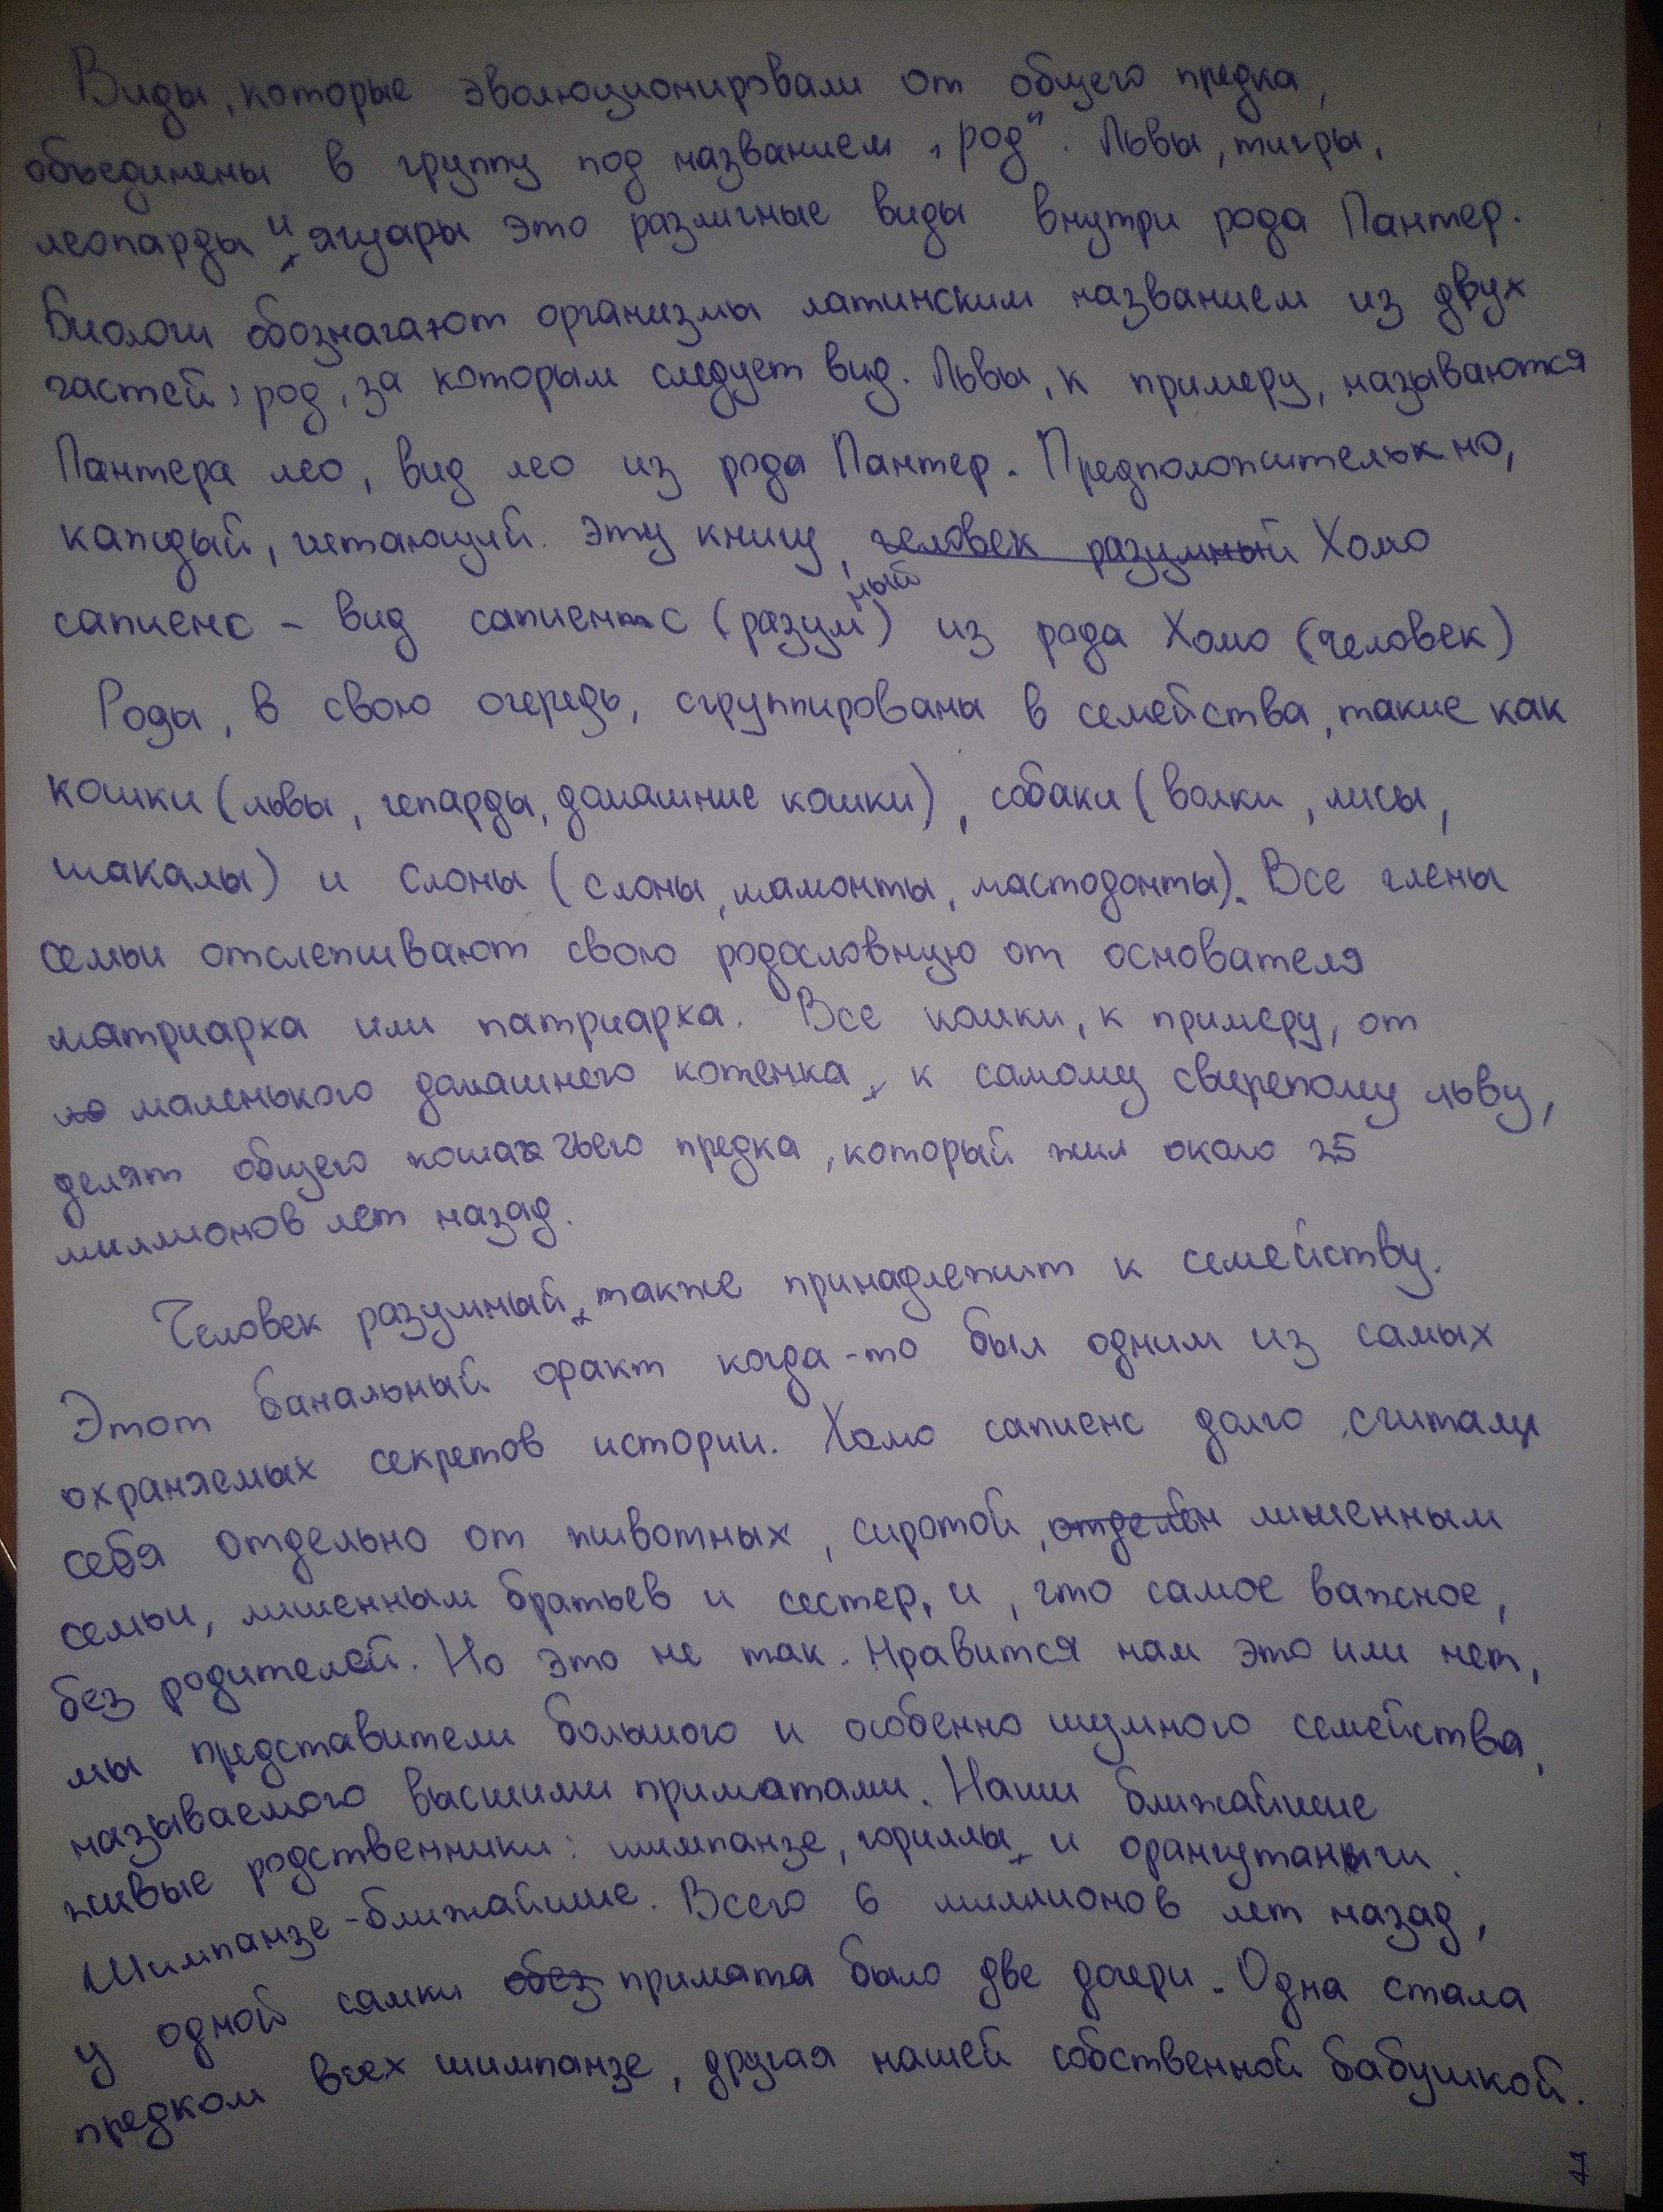 Виды, которые эволюционировали от общего предка,
объединены в группу под названием „род". Львы, тигры,
леопарды и ягуары это различные виды внутри рода Пантер.
Биологи обозначают организмы латинским названием из двух
частей: род, за которым следует вид. Львы, к примеру, называются
Пантера лео, вид лео из рода Пантер. Предположительно,
каждый, читающий эту книгу, человек разумный Хомо
сапиенс - вид сапиенс (разумный) из рода Хомо (человек)
Роды, в свою очередь, сгруппированы в семейства, такие как
кошки (львы, гепарды, домашние кошки), собаки (волки, лисы,
шакалы) и слоны (слоны, мамонты, мастодонты). Все члены
семьи отслеживают свою родословную от основателя
матриарха или патриарха. Все кошки, к примеру, от
маленького домашнего котенка к самому свирепому льву,
делят общего кошачьего предка, который жил около 25
миллионов лет назад.
Человек разумный также принадлежит к семейству.
Этот банальный факт когда-то был одним из самых
охраняемых секретов истории. Хомо сапиенс долго считали
себя отдельно от животных, сиротой, отдельн лишенным
семьи, лишенным братьев и сестер, и, что самое важное,
без родителей. Но это не так. Нравится нам это или нет,
мы представители большого и особенно шумного семейства,
называемого высшими приматами. Наши ближайшие
живые родственники: шимпанзе, гориллы и орангутанги.
Шимпанзе - ближайшие. Всего 6 миллионов лет назад,
у одной самки обез примата было две дочери. Одна стала
предком всех шимпанзе, другая нашей собственной бабушкой.
7